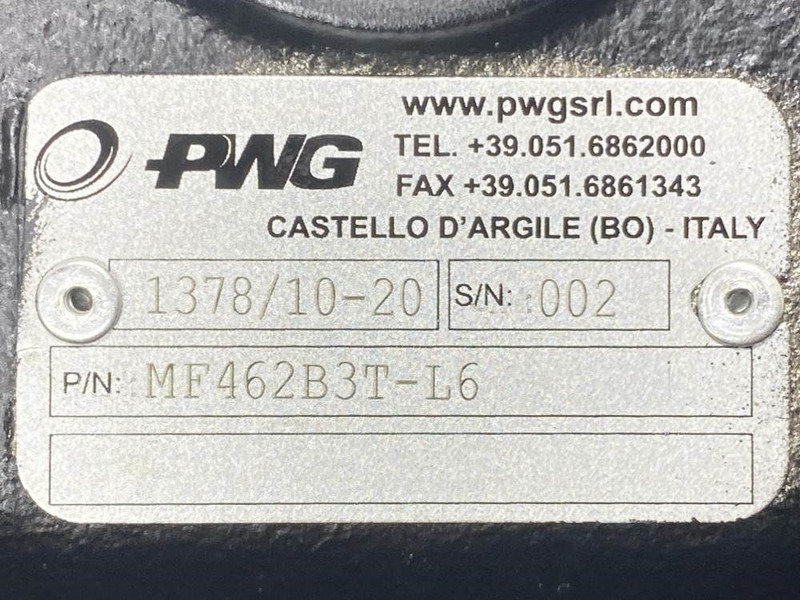 www.pwgsrl.com
PWG
TEL. +39.051.6862000
FAX +39.051.6861343
CASTELLO D'ARGILE (BO) - ITALY
1378/10-20 S/N: 002
P/N: MF462B3T-L6